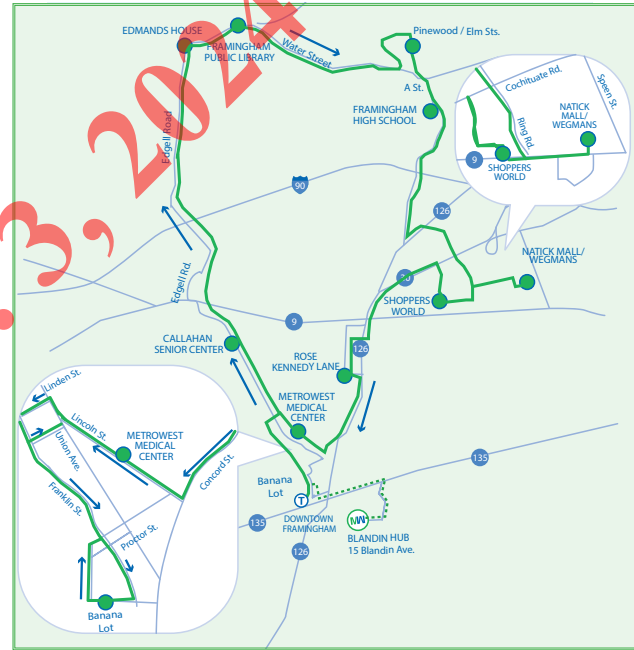 EDMANDS HOUSE
FRAMINGHAM
PUBLIC LIBRARY
Water Street
Pinewood / Elm Sts.
A St.
FRAMINGHAM
HIGH SCHOOL
Cochituate Rd.
Speen St.
Ring Rd.
NATICK
MALL/
WEGMANS
9
SHOPPERS
WORLD
3, 2024
Edgell Road
90
126
NATICK MALL/
WEGMANS
30
SHOPPERS
WORLD
Edgell Rd.
9
CALLAHAN
SENIOR CENTER
126
ROSE
KENNEDY LANE
METROWEST
MEDICAL
CENTER
Linden St.
Lincoln St.
METROWEST
MEDICAL
CENTER
Union Ave.
Concord St.
Franklin St.
Proctor St.
Banana
Lot
135
Banana
Lot
T
DOWNTOWN
FRAMINGHAM
135
126
MW
BLANDIN HUB
15 Blandin Ave.